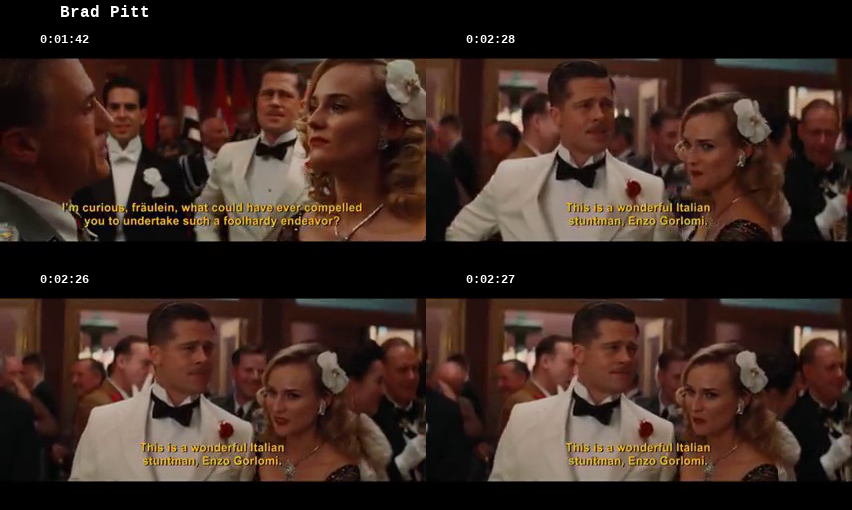 Brad Pitt
0:01:42
0:02:28
I'm curious, fräulein, what could have ever compelled
you to undertake such a foolhardy endeavor?
This is a wonderful Italian
stuntman, Enzo Gorlomi.
0:02:26
0:02:27
This is a wonderful Italian
stuntman, Enzo Gorlomi.
This is a wonderful Italian
stuntman, Enzo Gorlomi.